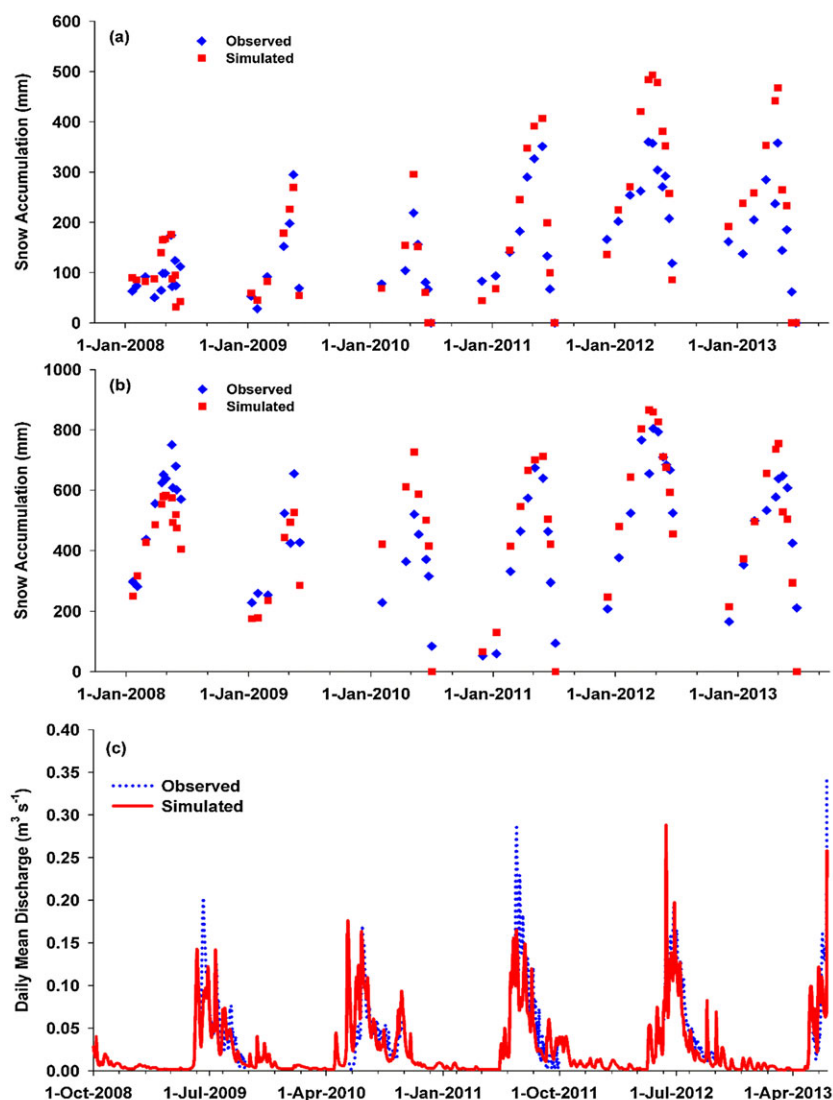 (a)
Observed
Simulated
Snow Accumulation (mm)
600
500
400
300
200
100
0
1-Jan-2008 1-Jan-2009 1-Jan-2010 1-Jan-2011 1-Jan-2012 1-Jan-2013
(b)
Observed
Simulated
Snow Accumulation (mm)
1000
800
600
400
200
0
1-Jan-2008 1-Jan-2009 1-Jan-2010 1-Jan-2011 1-Jan-2012 1-Jan-2013
(c)
Observed
Simulated
Daily Mean Discharge (m³ s⁻¹)
0.40
0.35
0.30
0.25
0.20
0.15
0.10
0.05
0.00
1-Oct-2008 1-Jul-2009 1-Apr-2010 1-Jan-2011 1-Oct-2011 1-Jul-2012 1-Apr-2013